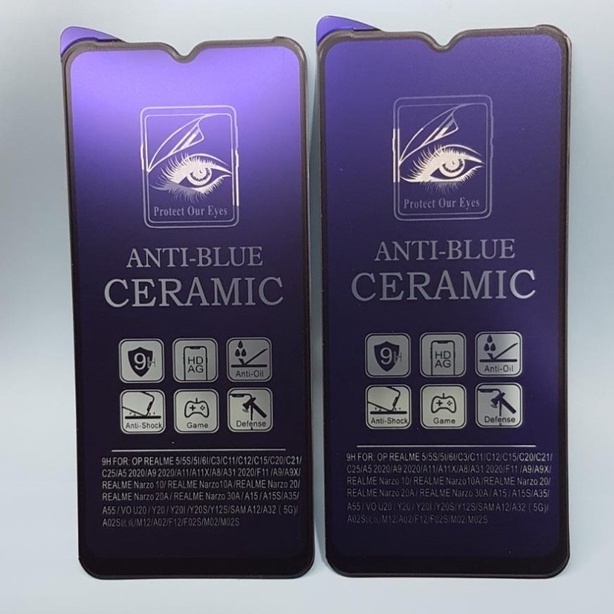 Protect Our Eyes
ANTI-BLUE
CERAMIC
9H
HD
AG
Anti-Oil
Anti-Shock
Game
Defense
9H FOR: OP REALME 5/5S/5I/6I/C3/C11/C12/C15/C20/C21/
C25/A5 2020/A9 2020/A11/A11X/A8/A31 2020/F11 /A9/A9X/
REALME Narzo 10/ REALME Narzo10A/REALME Narzo 20/
REALME Narzo 20A / REALME Narzo 30A / A15 / A15S/A35/
A55 / VO U20 / Y20 / Y20I /Y20S/Y12S/SAM A12/A32 ( 5G)/
/M12/A02/F12/F02S/M02/M02S
Protect Our Eyes
ANTI-BLUE
CERAMIC
9H
HD
AG
Anti-Oil
Anti-Shock
Game
Defense
9H FOR: OP REALME 5/5S/5I/6I/C3/C11/C12/C15/C20/C21/
C25/A5 2020/A9 2020/A11/A11X/A8/A31 2020/F11 /A9/A9X/
REALME Narzo 10/ REALME Narzo10A/REALME Narzo 20/
REALME Narzo 20A / REALME Narzo 30A / A15 / A15S/A35/
A55 / VO U20 / Y20 / Y20I /Y20S/Y12S/SAM A12/A32 ( 5G)/
/M12/A02/F12/F02S/M02/M02S